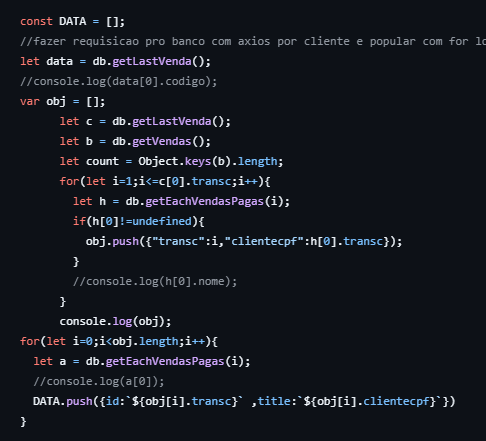 const DATA = [];
//fazer requisicao pro banco com axios por cliente e popular com for lo
let data = db.getLastVenda();
//console.log(data[0].codigo);
var obj = [];
let c = db.getLastVenda();
let b = db.getVendas();
let count = Object.keys(b).length;
for(let i=1;i<=c[0].transc;i++){
let h = db.getEachVendasPagas(i);
if(h[0]!=undefined){
obj.push({"transc":i,"clientecpf":h[0].transc});
}
//console.log(h[0].nome);
}
console.log(obj);
for(let i=0;i<obj.length;i++){
let a = db.getEachVendasPagas(i);
//console.log(a[0]);
DATA.push({id:`${obj[i].transc}` ,title:`${obj[i].clientecpf}`})
}